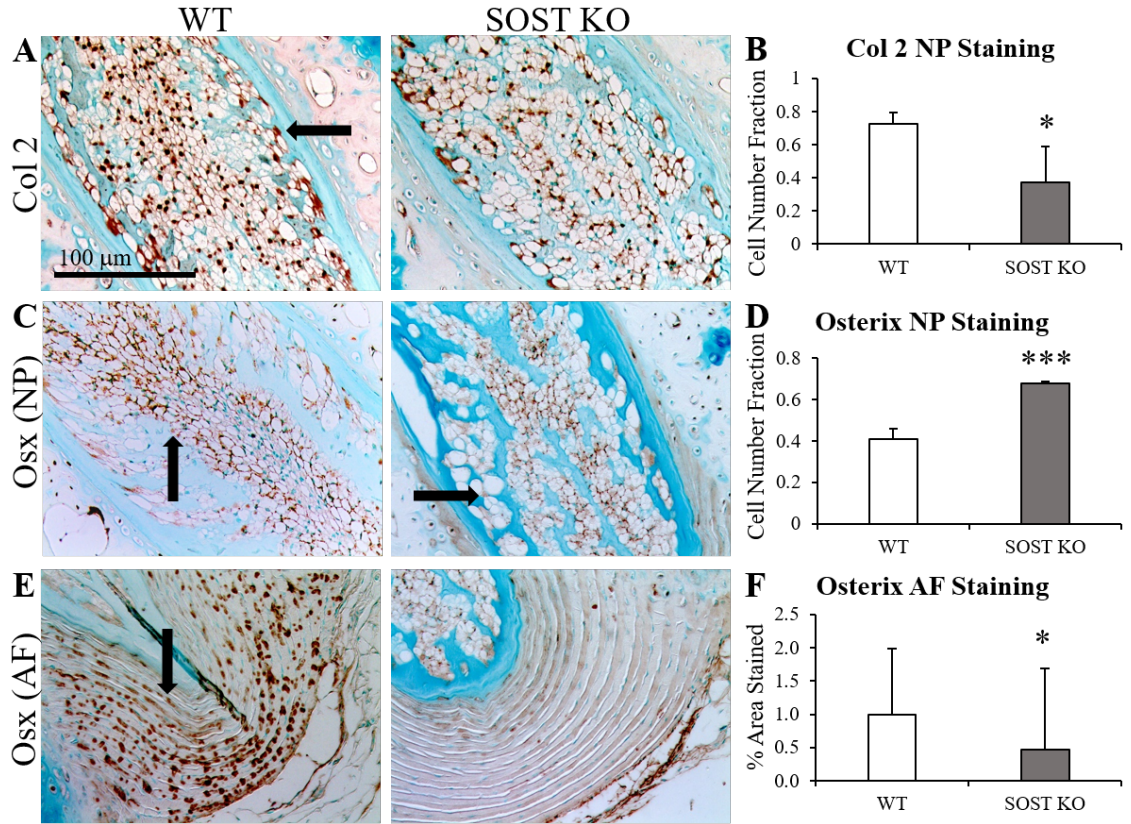 WT
SOST KO
A
Col 2
100 μm
B
Col 2 NP Staining
Cell Number Fraction
1
0.8
0.6
0.4
0.2
0
*
WT
SOST KO
C
Osx (NP)
D
Osterix NP Staining
Cell Number Fraction
0.8
0.6
0.4
0.2
0
***
WT
SOST KO
E
Osx (AF)
F
Osterix AF Staining
% Area Stained
2.5
2.0
1.5
1.0
0.5
0.0
*
WT
SOST KO